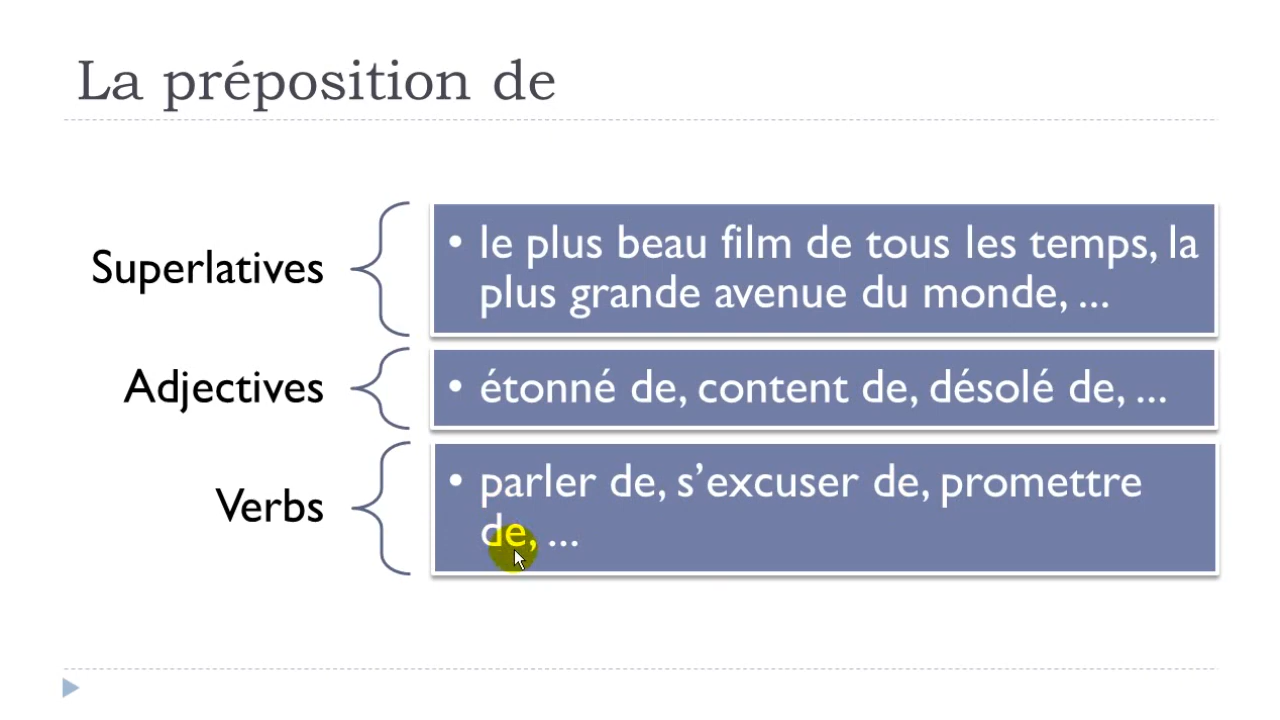 La préposition de
Superlatives
• le plus beau film de tous les temps, la
plus grande avenue du monde, ...
Adjectives
• étonné de, content de, désolé de, ...
Verbs
• parler de, s’excuser de, promettre
de, ...